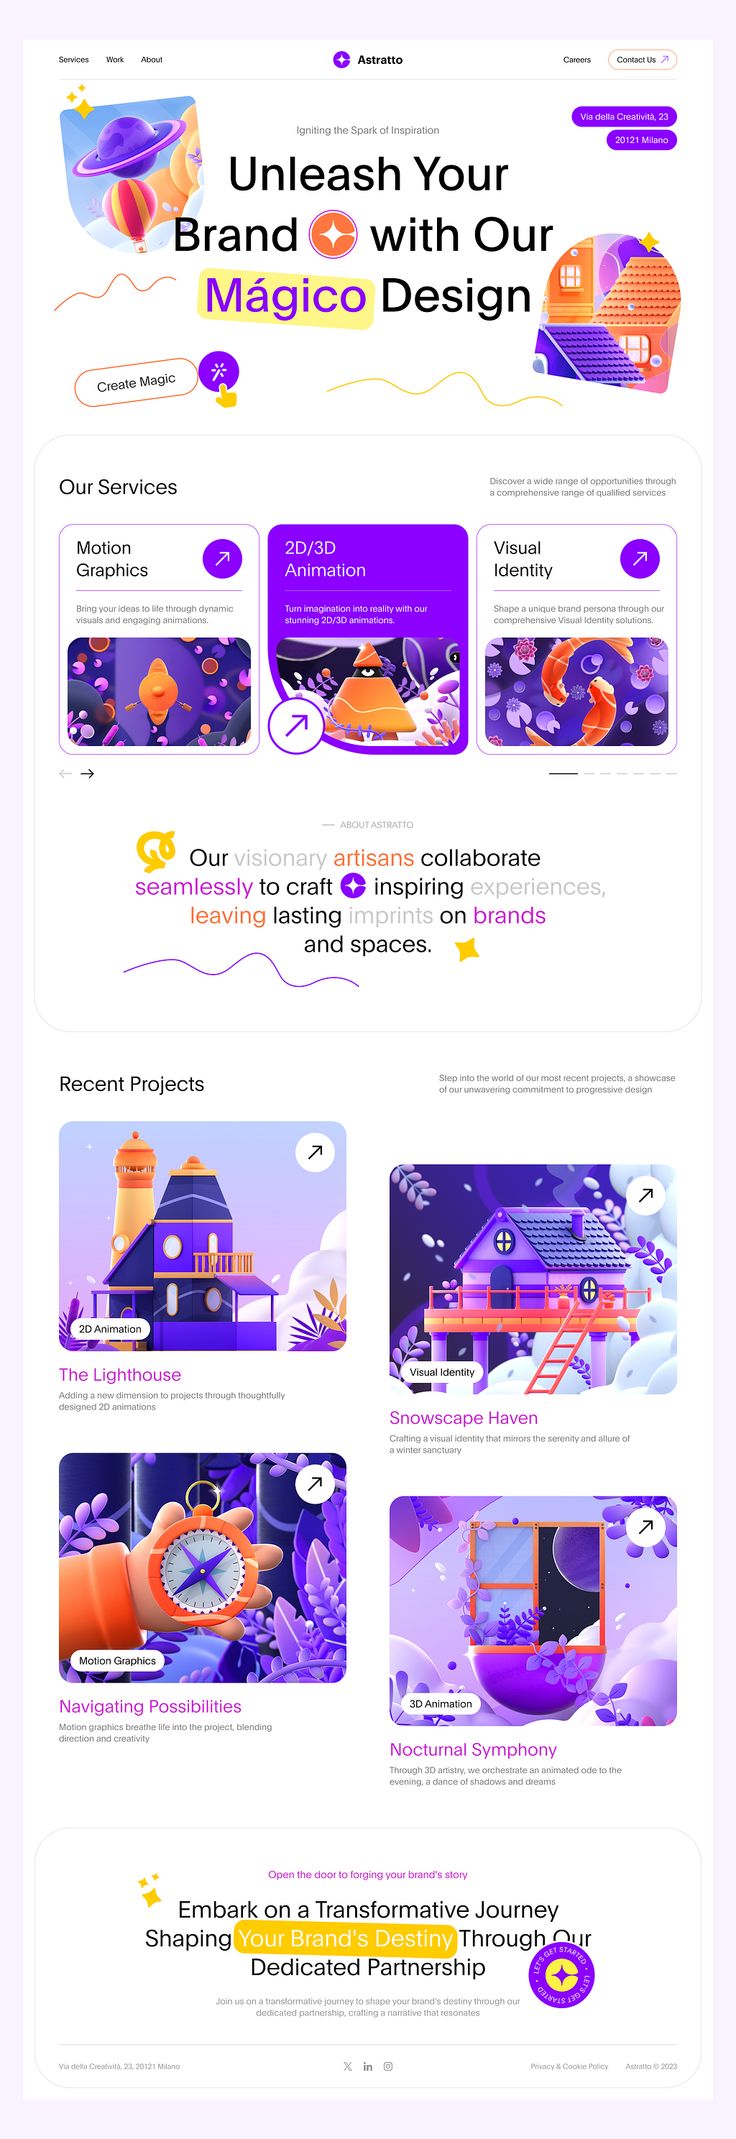 Services Work About
Astratto
Careers Contact Us
Via della Creatività, 23
20121 Milano
Igniting the Spark of Inspiration
Unleash Your
Brand with Our
Mágico Design
Create Magic
Our Services
Discover a wide range of opportunities through
a comprehensive range of qualified services
Motion
Graphics
Bring your ideas to life through dynamic
visuals and engaging animations.
2D/3D
Animation
Turn imagination into reality with our
stunning 2D/3D animations.
Visual
Identity
Shape a unique brand persona through our
comprehensive Visual Identity solutions.
ABOUT ASTRATTO
Our visionary artisans collaborate
seamlessly to craft inspiring experiences,
leaving lasting imprints on brands
and spaces.
Recent Projects
Step into the world of our most recent projects, a showcase
of our unwavering commitment to progressive design
2D Animation
The Lighthouse
Adding a new dimension to projects through thoughtfully
designed 2D animations
Visual Identity
Snowscape Haven
Crafting a visual identity that mirrors the serenity and allure of
a winter sanctuary
Motion Graphics
Navigating Possibilities
Motion graphics breathe life into the project, blending
direction and creativity
3D Animation
Nocturnal Symphony
Through 3D artistry, we orchestrate an animated ode to the
evening, a dance of shadows and dreams
Open the door to forging your brand's story
Embark on a Transformative Journey
Shaping Your Brand's Destiny Through Our
Dedicated Partnership
LET'S GET STARTED • LET'S GET STARTED •
Join us on a transformative journey to shape your brand's destiny through our
dedicated partnership, crafting a narrative that resonates
Via della Creatività, 23, 20121 Milano
X in
Privacy & Cookie Policy Astratto © 2023